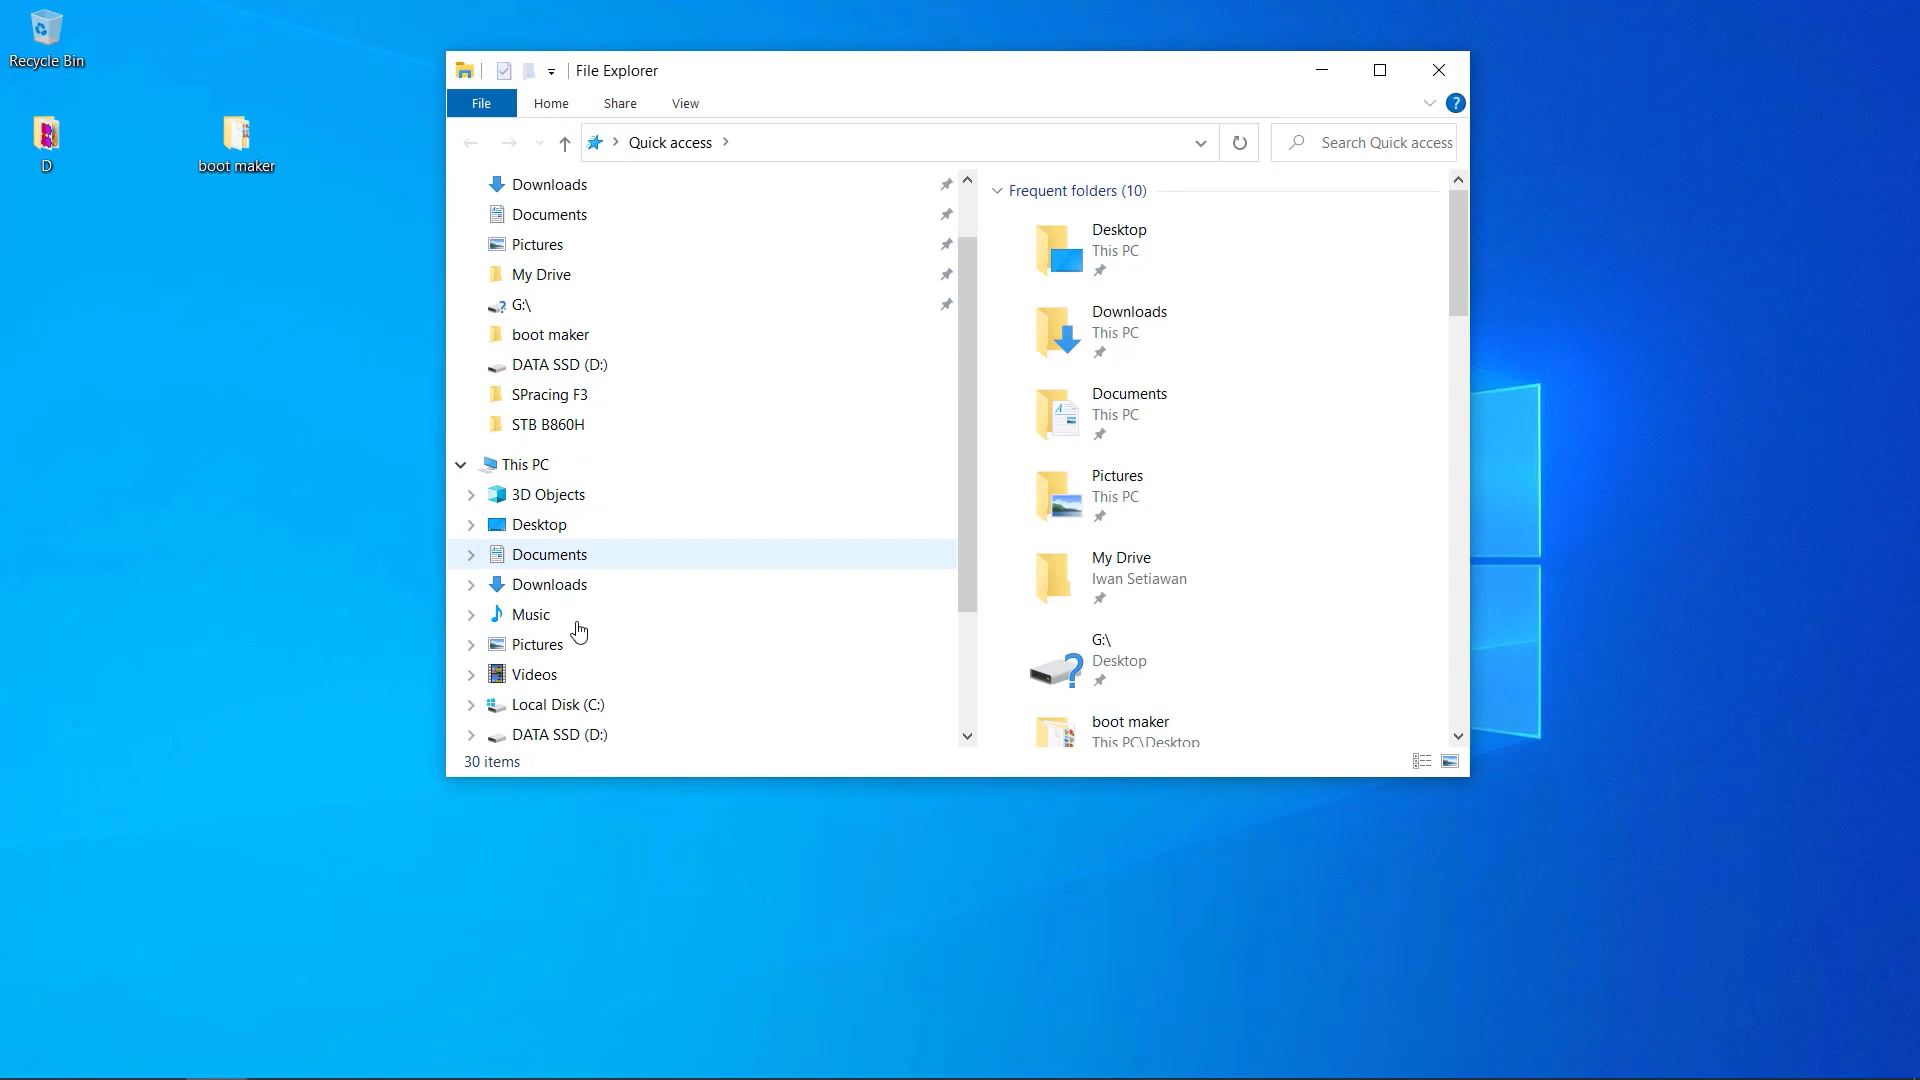 Recycle Bin
D
boot maker
File Explorer
File
Home
Share
View
?
Quick access
Search Quick access
Downloads
Documents
Pictures
My Drive
G:\
boot maker
DATA SSD (D:)
SPracing F3
STB B860H
This PC
3D Objects
Desktop
Documents
Downloads
Music
Pictures
Videos
Local Disk (C:)
DATA SSD (D:)
Frequent folders (10)
Desktop
This PC
Downloads
This PC
Documents
This PC
Pictures
This PC
My Drive
Iwan Setiawan
G:\
Desktop
boot maker
This PC\Desktop
30 items